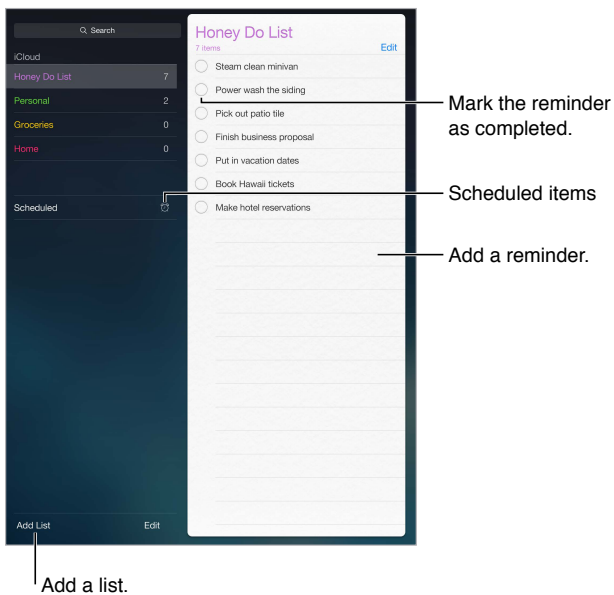 Search
iCloud
Honey Do List 7
Personal 2
Groceries 0
Home 0
Scheduled
Add List Edit
Honey Do List
7 items Edit
Steam clean minivan
Power wash the siding
Pick out patio tile
Finish business proposal
Put in vacation dates
Book Hawaii tickets
Make hotel reservations
Mark the reminder
as completed.
Scheduled items
Add a reminder.
Add a list.